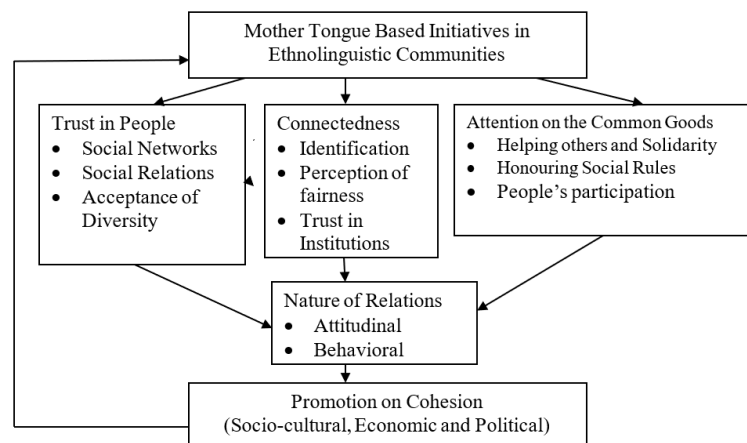 Mother Tongue Based Initiatives in
Ethnolinguistic Communities
Trust in People
• Social Networks
• Social Relations
• Acceptance of
Diversity
Connectedness
• Identification
• Perception of
fairness
• Trust in
Institutions
Attention on the Common Goods
• Helping others and Solidarity
• Honouring Social Rules
• People's participation
Nature of Relations
• Attitudinal
• Behavioral
Promotion on Cohesion
(Socio-cultural, Economic and Political)